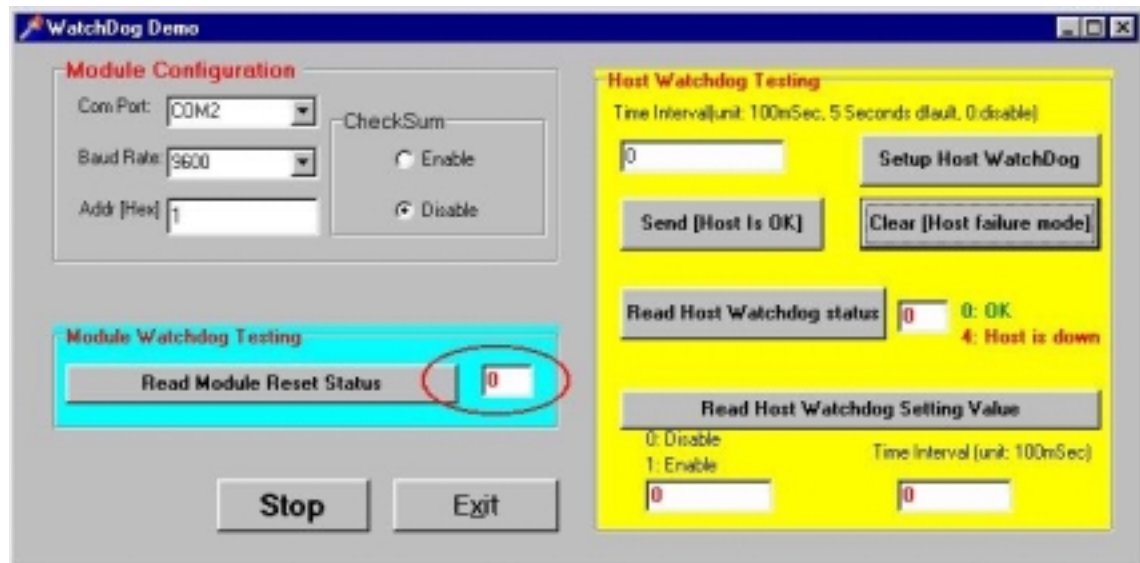 WatchDog Demo
Module Configuration
Com Port: COM2
Baud Rate: 9600
Addr [Hex] 1
CheckSum
Enable
Disable
Module Watchdog Testing
Read Module Reset Status 0
Stop
Exit
Host Watchdog Testing
Time Interval(unit: 100mSec, 5 Seconds dfault, 0:disable)
0
Setup Host WatchDog
Send [Host Is OK]
Clear [Host failure mode]
Read Host Watchdog status 0
0: OK
4: Host is down
Read Host Watchdog Setting Value
0: Disable
1: Enable
0
Time Interval (unit: 100mSec)
0